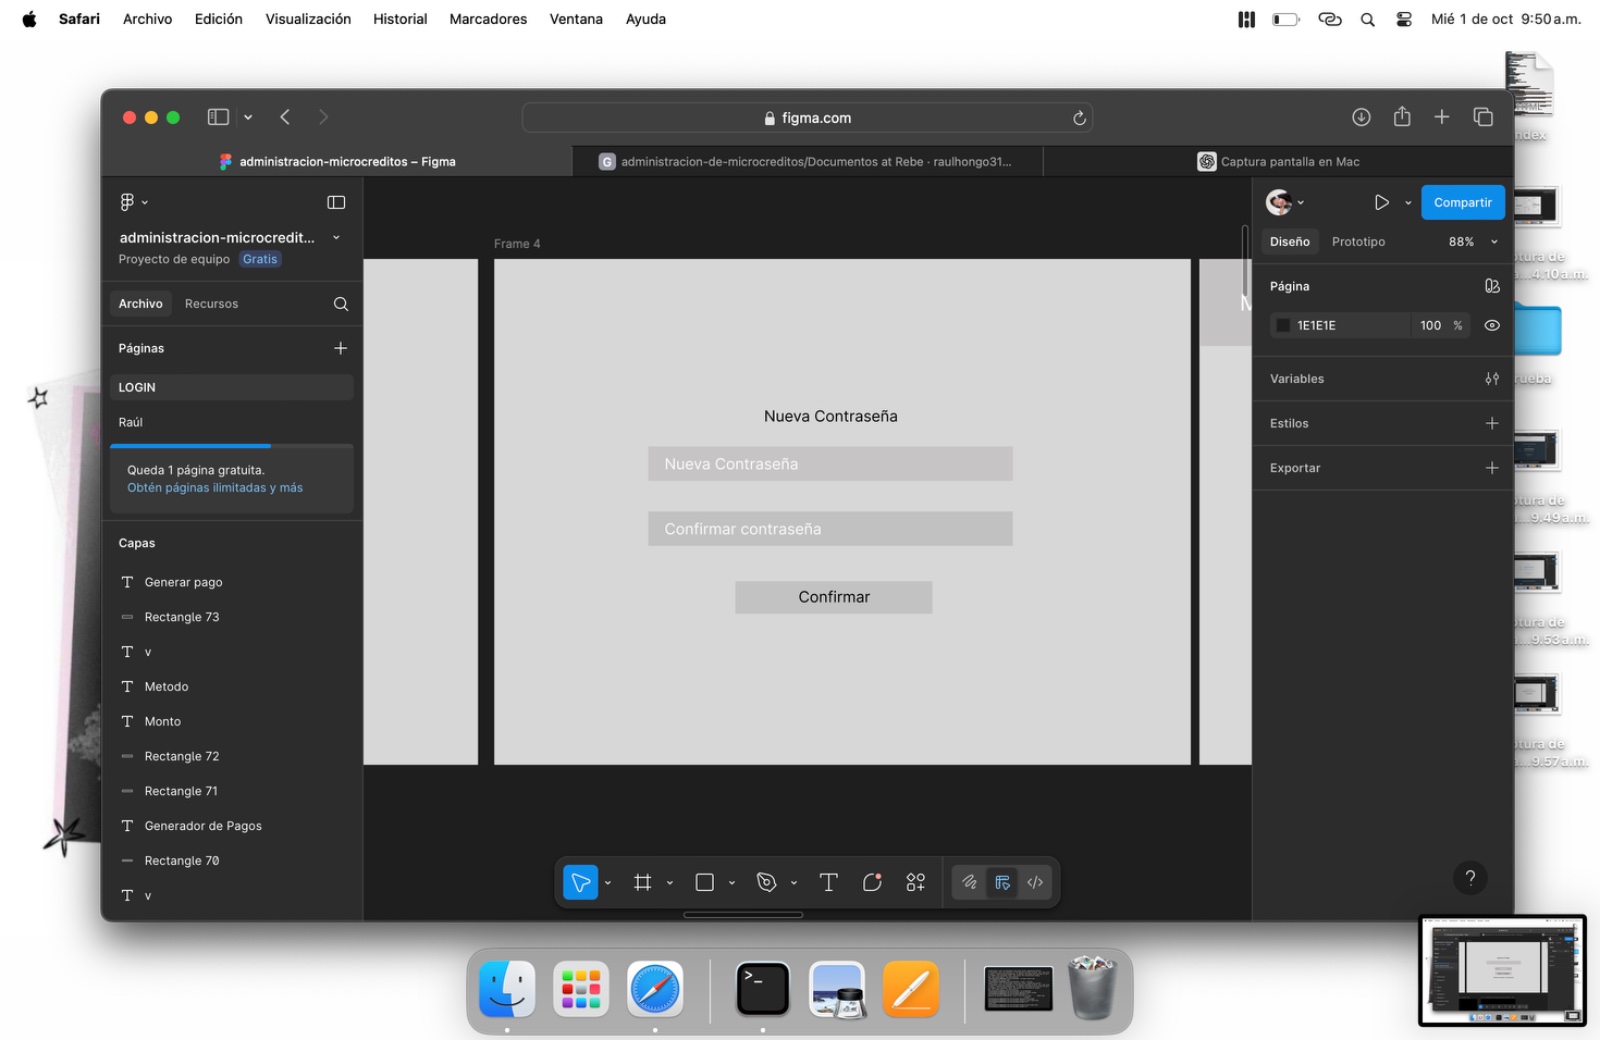 Safari Archivo Edición Visualización Historial Marcadores Ventana Ayuda Mié 1 de oct 9:50 a.m.
figma.com
administracion-microcreditos – Figma
G administracion-de-microcreditos/Documentos at Rebe · raulhongo31...
Captura pantalla en Mac
administracion-microcredit...
Proyecto de equipo Gratis
Archivo Recursos
Páginas
LOGIN
Raúl
Queda 1 página gratuita.
Obtén páginas ilimitadas y más
Capas
Generar pago
Rectangle 73
v
Metodo
Monto
Rectangle 72
Rectangle 71
Generador de Pagos
Rectangle 70
v
Frame 4
M
Nueva Contraseña
Nueva Contraseña
Confirmar contraseña
Confirmar
Compartir
Diseño Prototipo 88%
Página
1E1E1E 100 %
Variables
Estilos
Exportar
?
ndex
tura de
...4.10 a.m.
rueba
tura de
...9.49 a.m.
tura de
...9.53 a.m.
tura de
...9.57 a.m.